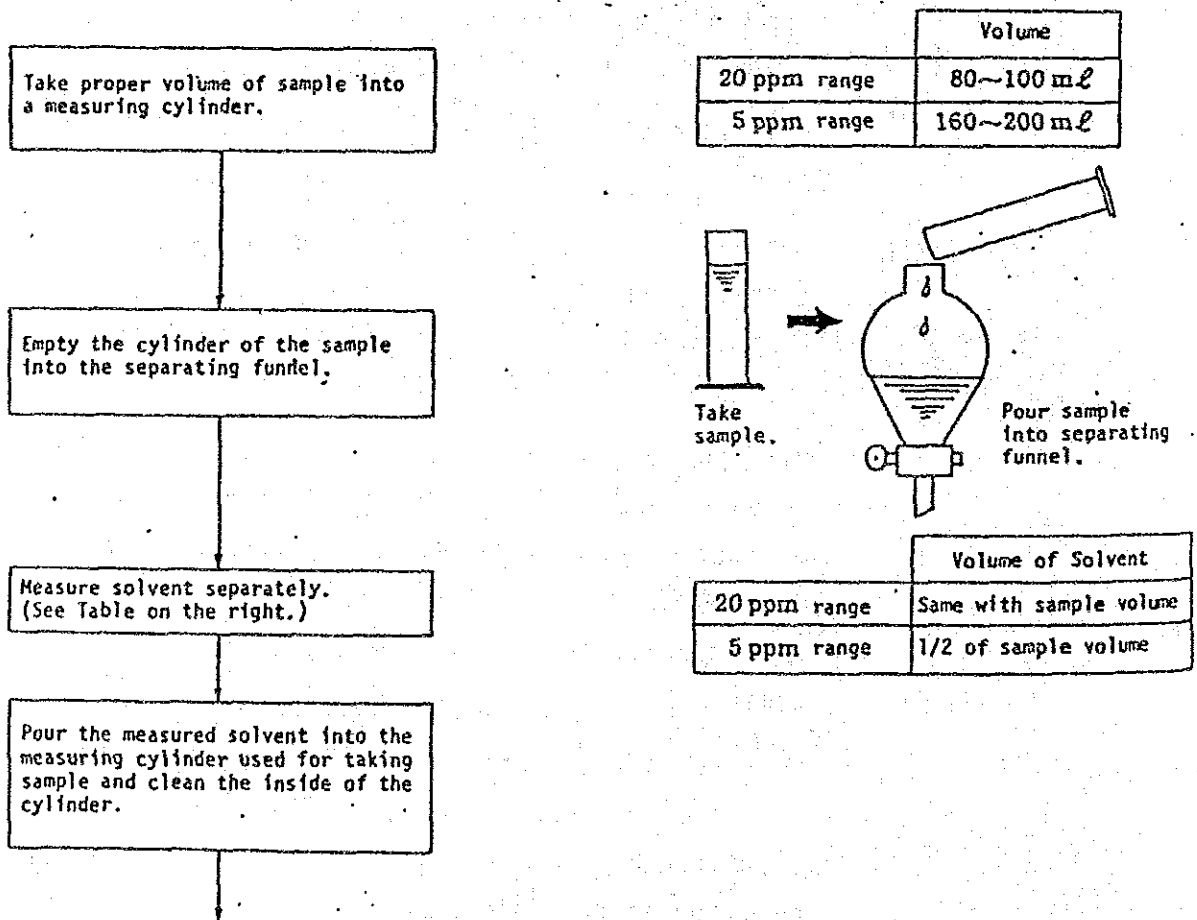 Take proper volume of sample into
a measuring cylinder.
Volume
20 ppm range 80~100 mℓ
5 ppm range 160~200 mℓ
Empty the cylinder of the sample
into the separating funnel.
Take
sample.
Pour sample
into separating
funnel.
Measure solvent separately.
(See Table on the right.)
Volume of Solvent
20 ppm range Same with sample volume
5 ppm range 1/2 of sample volume
Pour the measured solvent into the
measuring cylinder used for taking
sample and clean the inside of the
cylinder.